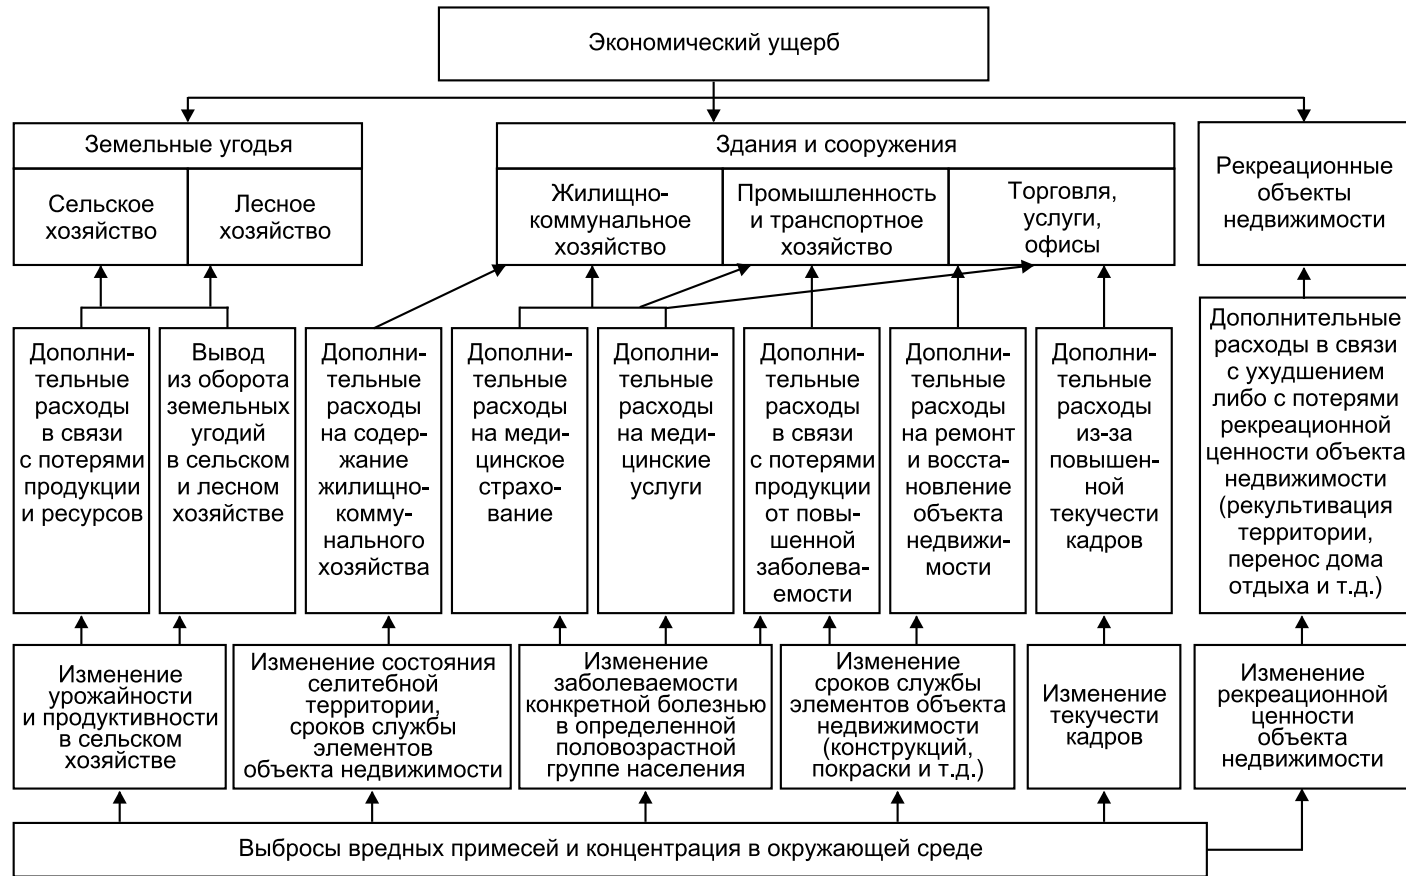 Экономический ущерб
Земельные угодья
Сельское
хозяйство
Лесное
хозяйство
Здания и сооружения
Жилищно-
коммунальное
хозяйство
Промышленность
и транспортное
хозяйство
Торговля,
услуги,
офисы
Рекреационные
объекты
недвижимости
Дополни-
тельные
расходы
в связи
с потерями
продукции
и ресурсов
Вывод
из оборота
земельных
угодий
в сельском
и лесном
хозяйстве
Дополни-
тельные
расходы
на содер-
жание
жилищно-
комму-
нального
хозяйства
Дополни-
тельные
расходы
на меди-
цинское
страхо-
вание
Дополни-
тельные
расходы
на меди-
цинские
услуги
Дополни-
тельные
расходы
в связи
с потерями
продукции
от повы-
шенной
заболева-
емости
Дополни-
тельные
расходы
на ремонт
и восста-
новление
объекта
недвижи-
мости
Дополни-
тельные
расходы
из-за
повышен-
ной
текучести
кадров
Дополнительные
расходы в связи
с ухудшением
либо с потерями
рекреационной
ценности объекта
недвижимости
(рекультивация
территории,
перенос дома
отдыха и т.д.)
Изменение
урожайности
и продуктивности
в сельском
хозяйстве
Изменение состояния
селитебной
территории,
сроков службы
элементов
объекта недвижимости
Изменение
заболеваемости
конкретной болезнью
в определенной
половозрастной
группе населения
Изменение
сроков службы
элементов объекта
недвижимости
(конструкций,
покраски и т.д.)
Изменение
текучести
кадров
Изменение
рекреационной
ценности
объекта
недвижимости
Выбросы вредных примесей и концентрация в окружающей среде